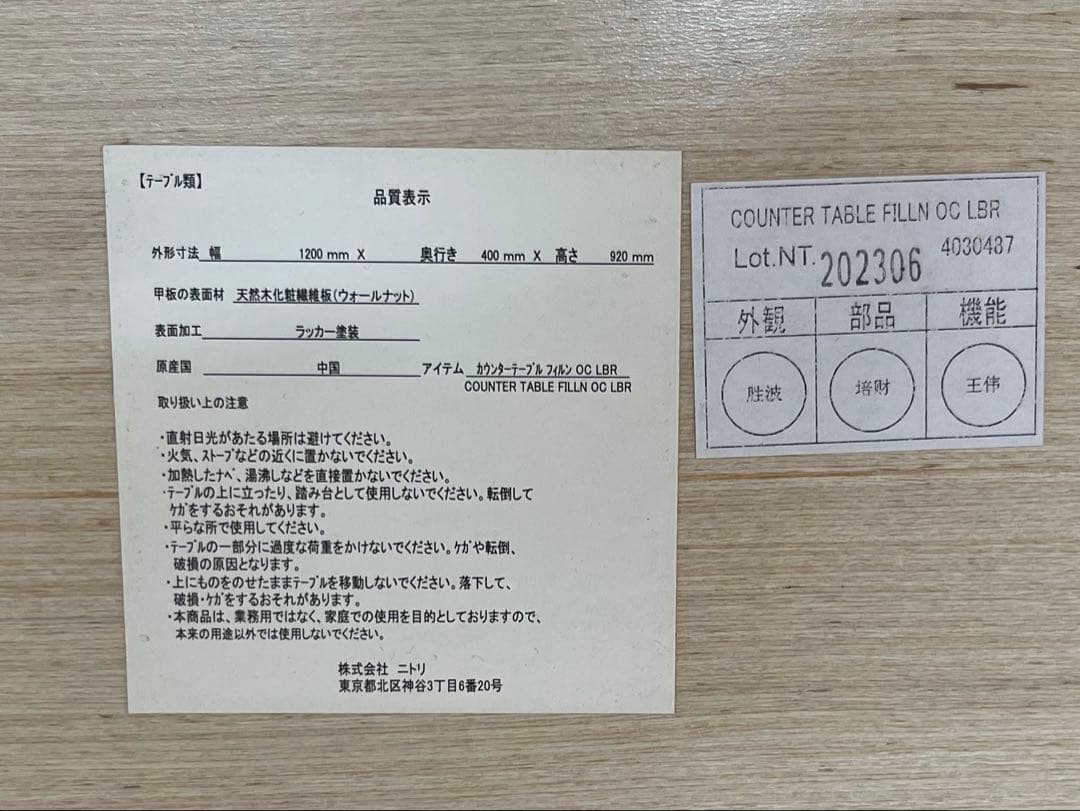 【テーブル類】
品質表示
外形寸法 幅 1200 mm X 奥行き 400 mm X 高さ 920 mm
甲板の表面材 天然木化粧繊維板(ウォールナット)
表面加工 ラッカー塗装
原産国 中国 アイテム カウンターテーブル フィルン OC LBR
COUNTER TABLE FILLN OC LBR
取り扱い上の注意
・直射日光があたる場所は避けてください。
・火気、ストーブなどの近くに置かないでください。
・加熱したナベ、湯沸しなどを直接置かないでください。
・テーブルの上に立ったり、踏み台として使用しないでください。転倒して
ケガをするおそれがあります。
・平らな所で使用してください。
・テーブルの一部分に過度な荷重をかけないでください。ケガや転倒、
破損の原因となります。
・上にものをのせたままテーブルを移動しないでください。落下して、
破損・ケガをするおそれがあります。
・本商品は、業務用ではなく、家庭での使用を目的としておりますので、
本来の用途以外では使用しないでください。
株式会社 ニトリ
東京都北区神谷3丁目6番20号
COUNTER TABLE FILLN OC LBR
Lot.NT. 202306 4030487
外観 部品 機能
胜波 培财 王伟